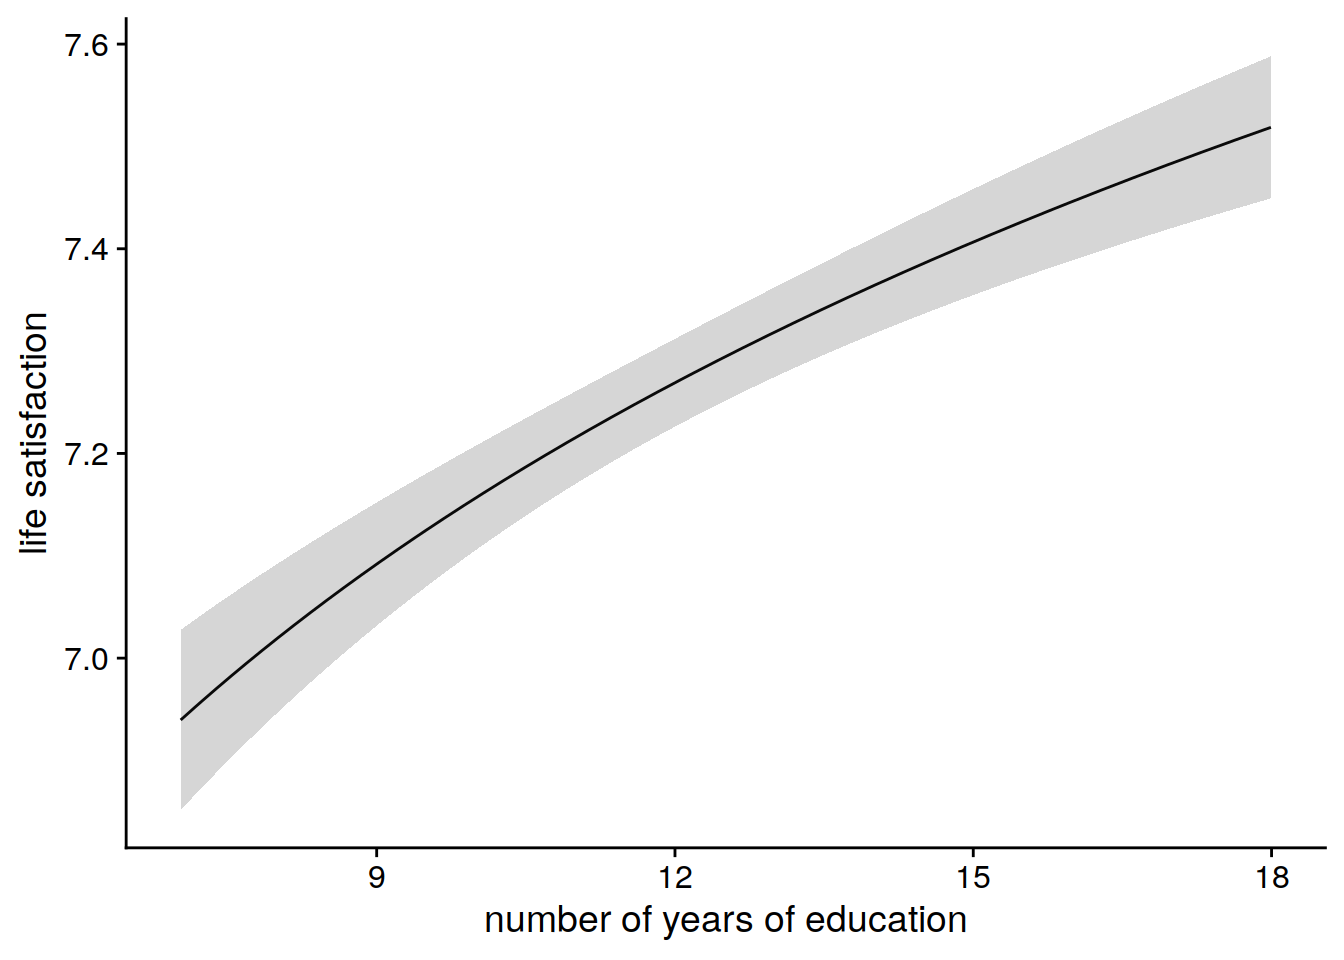 7.6
7.4
7.2
7.0
life satisfaction
9 12 15 18
number of years of education